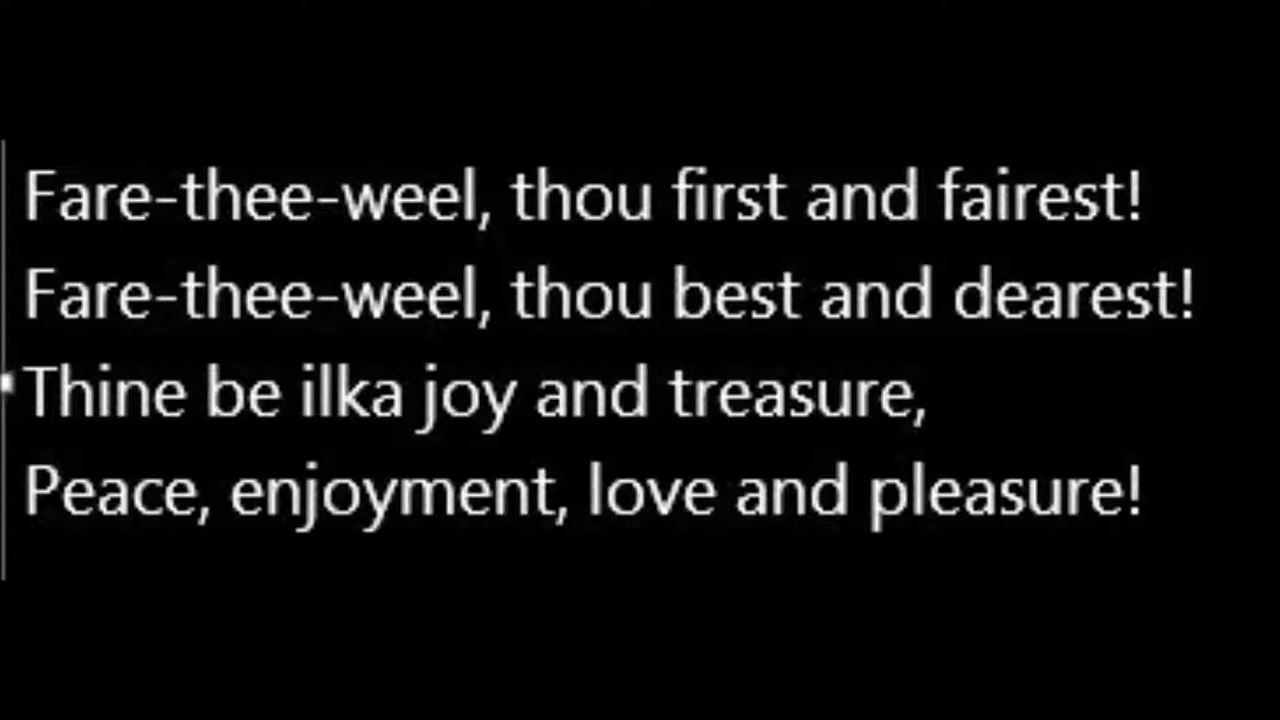 Fare-thee-weel, thou first and fairest!
Fare-thee-weel, thou best and dearest!
Thine be ilka joy and treasure,
Peace, enjoyment, love and pleasure!